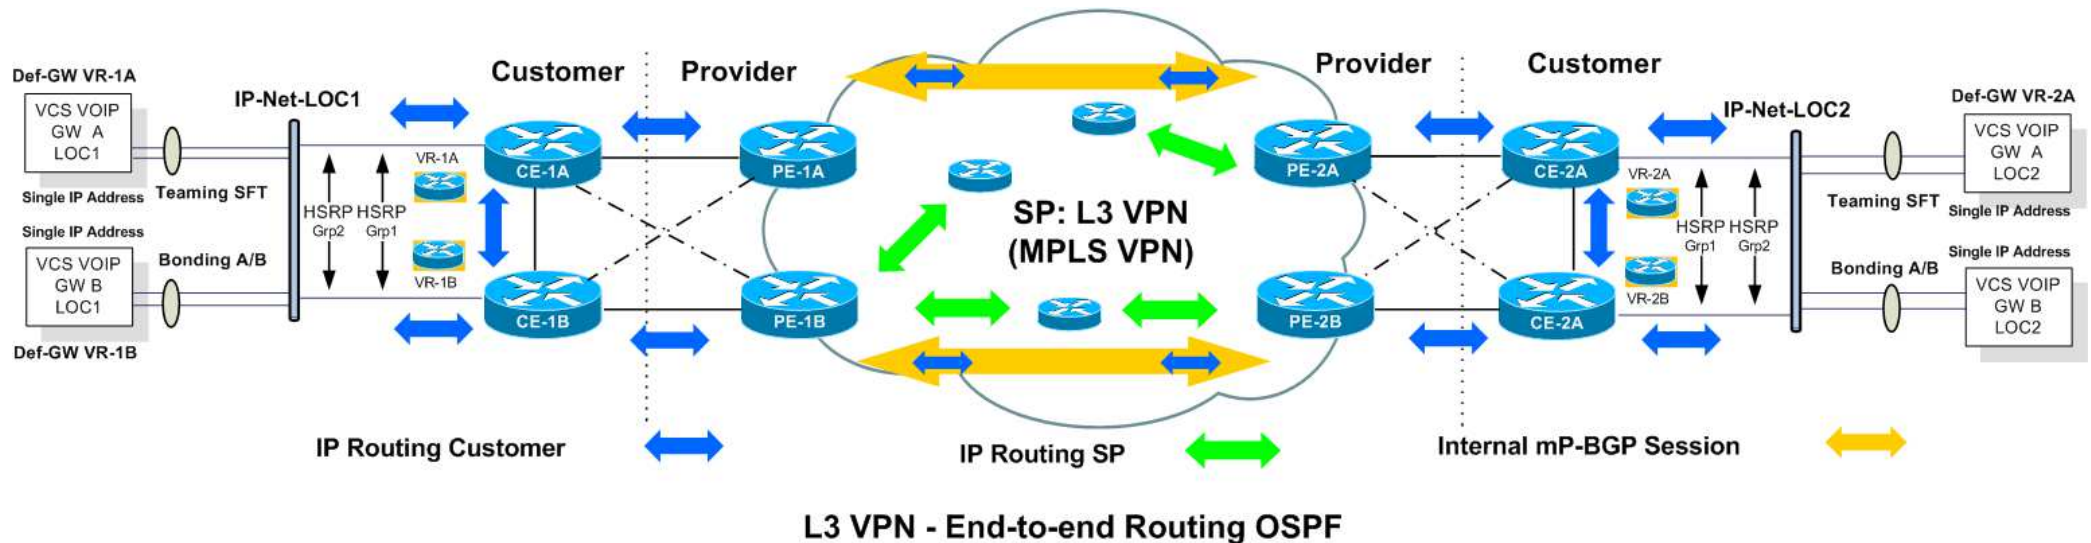 Def-GW VR-1A
VCS VOIP
GW A
LOC1
Single IP Address
Teaming SFT
Single IP Address
VCS VOIP
GW B
LOC1
Def-GW VR-1B
Bonding A/B
IP-Net-LOC1
HSRP
Grp2
HSRP
Grp1
VR-1A
VR-1B
Customer
Provider
CE-1A
PE-1A
CE-1B
PE-1B
SP: L3 VPN
(MPLS VPN)
Provider
Customer
PE-2A
CE-2A
PE-2B
CE-2A
VR-2A
VR-2B
HSRP
Grp1
HSRP
Grp2
IP-Net-LOC2
Teaming SFT
Bonding A/B
Def-GW VR-2A
VCS VOIP
GW A
LOC2
Single IP Address
Single IP Address
VCS VOIP
GW B
LOC2
IP Routing Customer
IP Routing SP
Internal mP-BGP Session
L3 VPN - End-to-end Routing OSPF